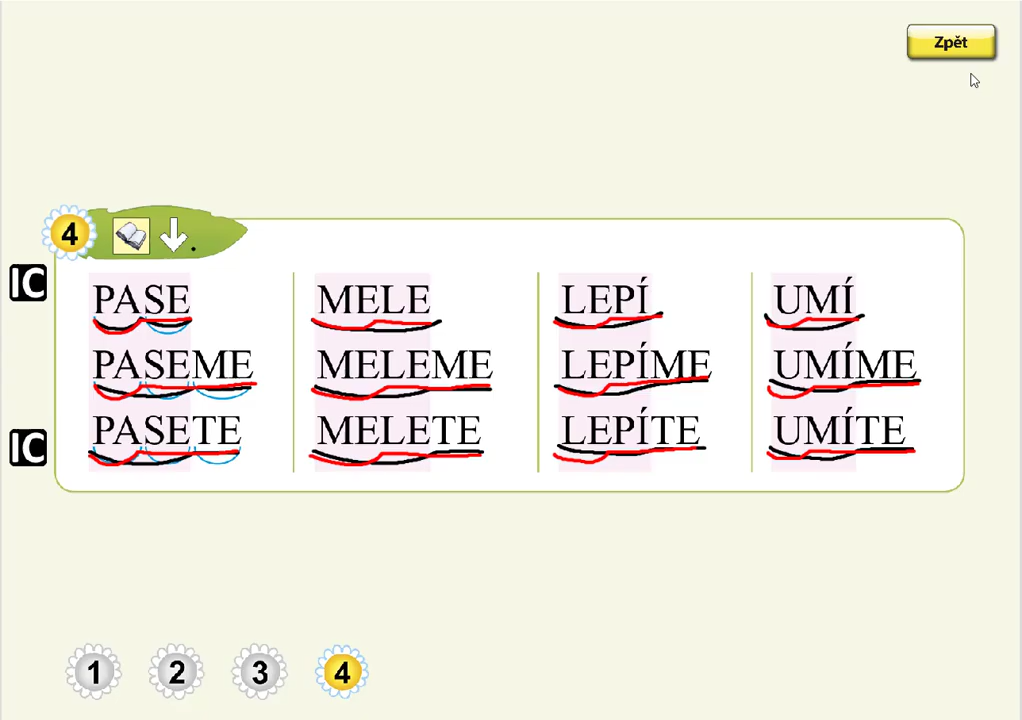 Zpět
4
IC
PASE MELE LEPÍ UMÍ
PASEME MELEME LEPÍME UMÍME
IC
PASETE MELETE LEPÍTE UMÍTE
1 2 3 4